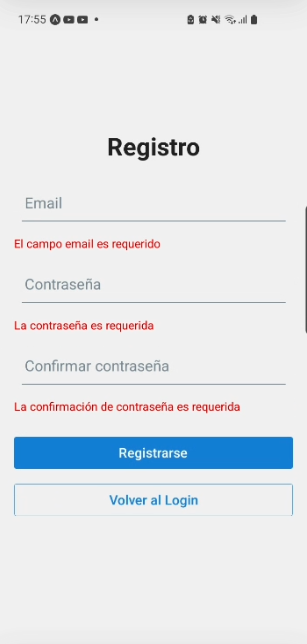 17:55
Registro
Email
El campo email es requerido
Contraseña
La contraseña es requerida
Confirmar contraseña
La confirmación de contraseña es requerida
Registrarse
Volver al Login